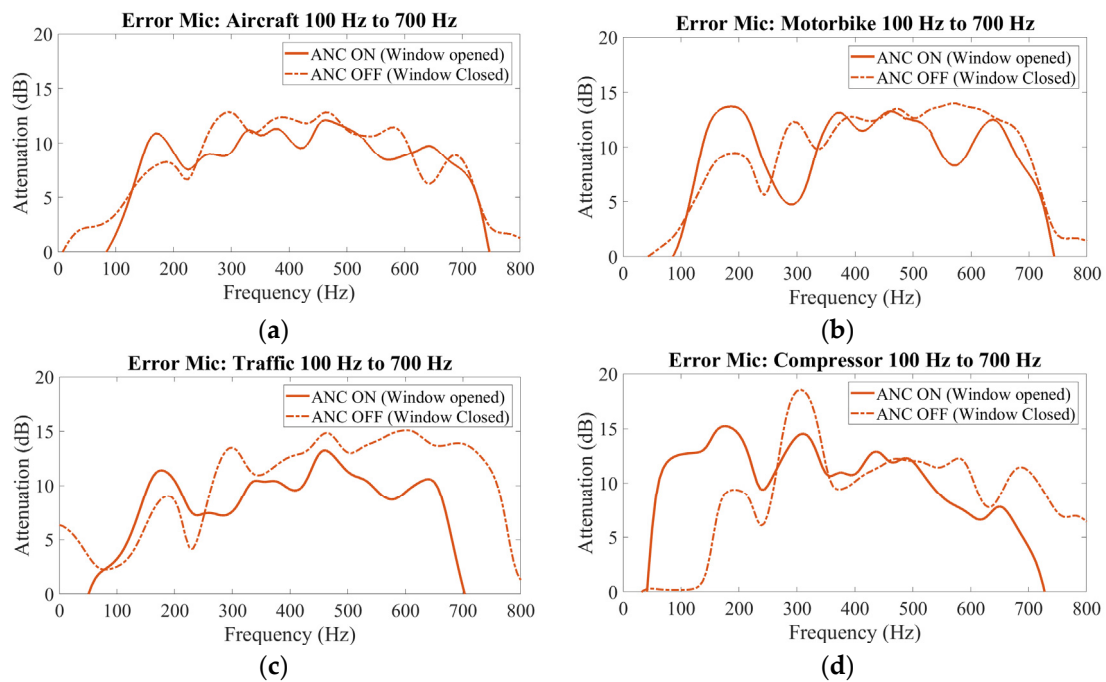 Error Mic: Aircraft 100 Hz to 700 Hz
20
15
10
5
0
Attenuation (dB)
ANC ON (Window opened)
ANC OFF (Window Closed)
0 100 200 300 400 500 600 700 800
Frequency (Hz)
(a)
Error Mic: Motorbike 100 Hz to 700 Hz
20
15
10
5
0
Attenuation (dB)
ANC ON (Window opened)
ANC OFF (Window Closed)
0 100 200 300 400 500 600 700 800
Frequency (Hz)
(b)
Error Mic: Traffic 100 Hz to 700 Hz
20
15
10
5
0
Attenuation (dB)
ANC ON (Window opened)
ANC OFF (Window Closed)
0 100 200 300 400 500 600 700 800
Frequency (Hz)
(c)
Error Mic: Compressor 100 Hz to 700 Hz
20
15
10
5
0
Attenuation (dB)
ANC ON (Window opened)
ANC OFF (Window Closed)
0 100 200 300 400 500 600 700 800
Frequency (Hz)
(d)